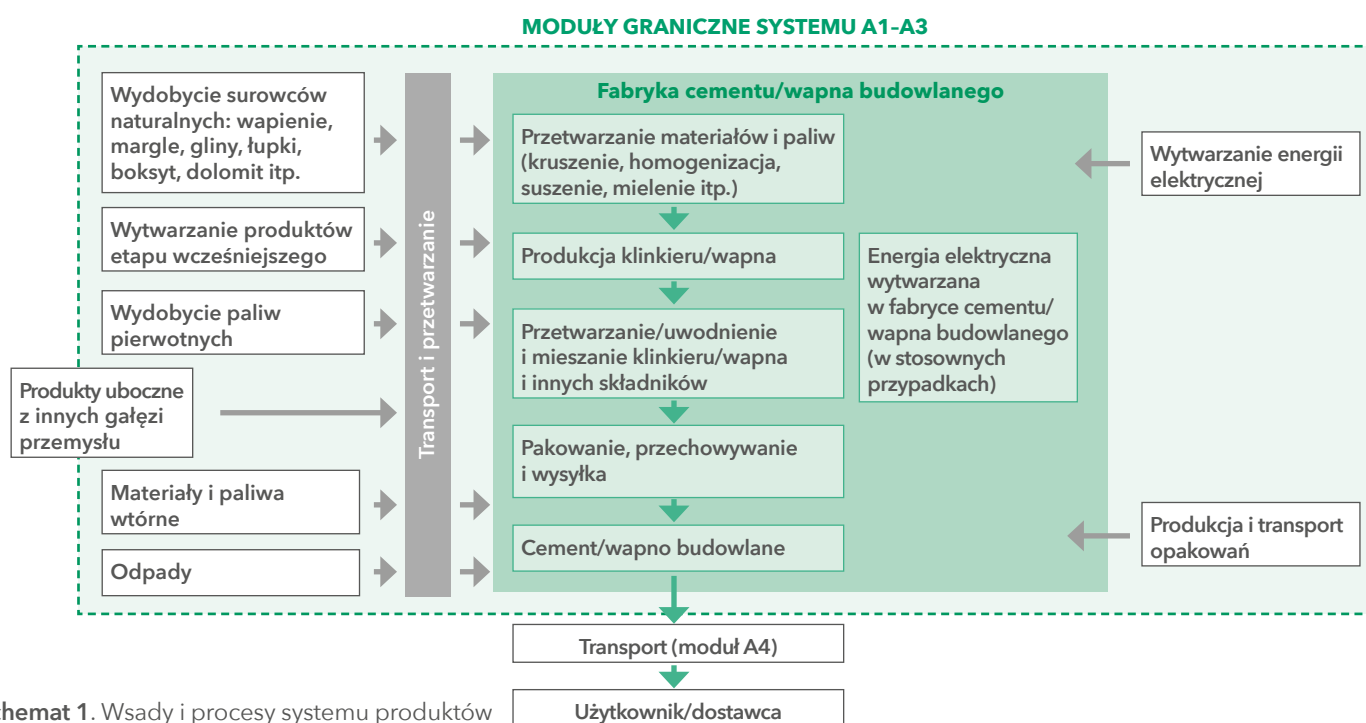 MODUŁY GRANICZNE SYSTEMU A1–A3
Wydobycie surowców
naturalnych: wapienie,
margle, gliny, łupki,
boksyt, dolomit itp.
Wytwarzanie produktów
etapu wcześniejszego
Wydobycie paliw
pierwotnych
Produkty uboczne
z innych gałęzi
przemysłu
Materiały i paliwa
wtórne
Odpady
Transport i przetwarzanie
Fabryka cementu/wapna budowlanego
Przetwarzanie materiałów i paliw
(kruszenie, homogenizacja,
suszenie, mielenie itp.)
Produkcja klinkieru/wapna
Przetwarzanie/uwodnienie
i mieszanie klinkieru/wapna
i innych składników
Pakowanie, przechowywanie
i wysyłka
Cement/wapno budowlane
Energia elektryczna
wytwarzana
w fabryce cementu/
wapna budowlanego
(w stosownych
przypadkach)
Wytwarzanie energii
elektrycznej
Produkcja i transport
opakowań
Transport (moduł A4)
Użytkownik/dostawca
hemat 1. Wsady i procesy systemu produktów